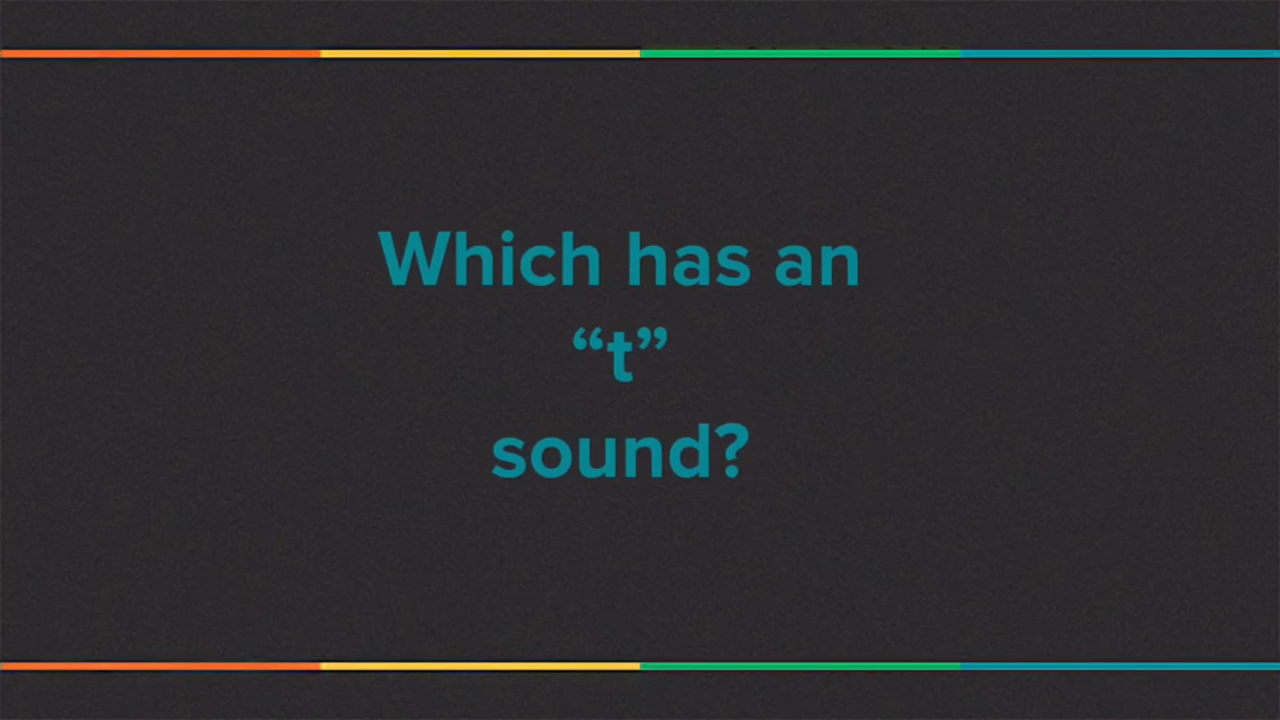 Which has an
“t”
sound?